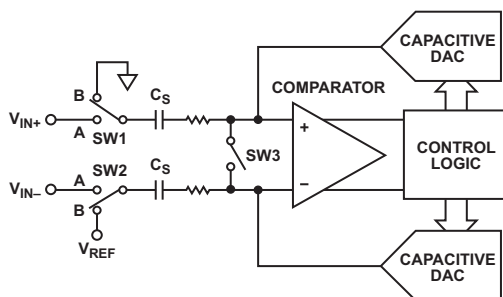 CAPACITIVE
DAC
COMPARATOR
B
CS
VIN+
A
SW1
+
SW3
CONTROL
LOGIC
SW2
CS
VIN–
A
B
–
VREF
CAPACITIVE
DAC